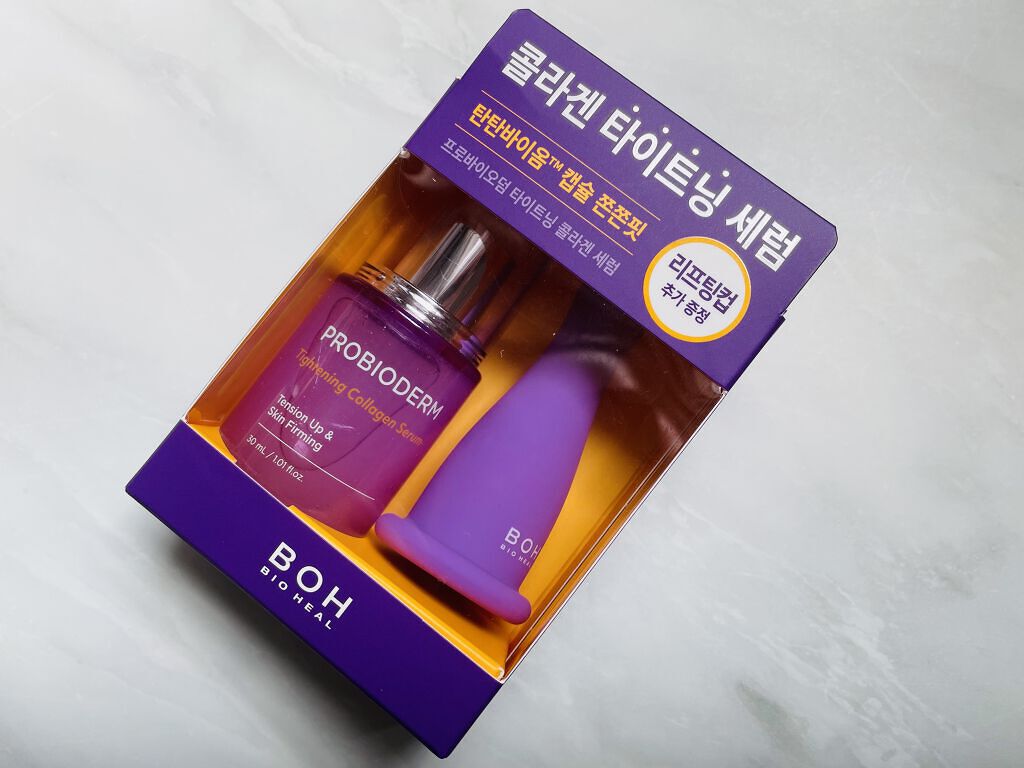 콜라겐 타이트닝 세럼
탄탄바이옴™ 캡슐 쫀쫀핏
프로바이오덤 타이트닝 콜라겐 세럼
리프팅컵
추가 증정
PROBIODERM
Tightening Collagen Serum
Tension Up &
Skin Firming
30 mL / 1.01 fl.oz.
BOH
BIO HEAL
BOH
BIO HEAL